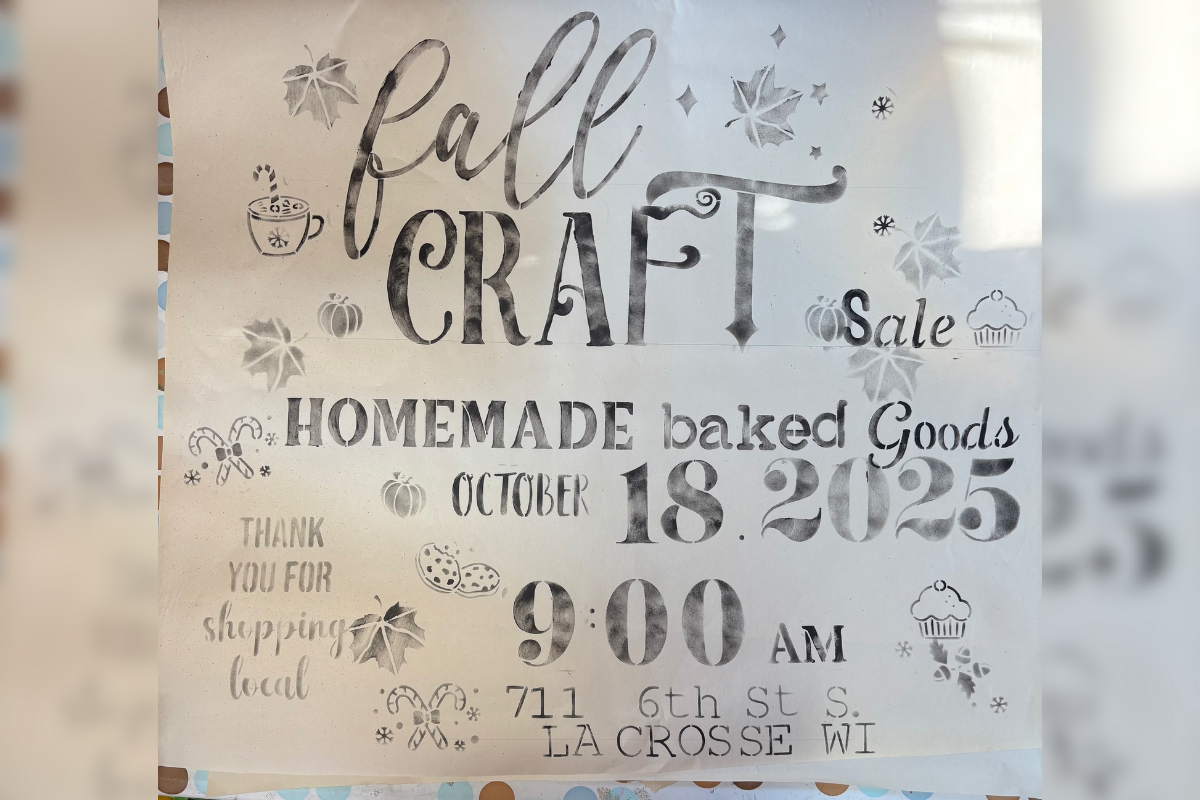 fall
CRAFT
Sale
HOMEMADE baked Goods
OCTOBER 18.2025
THANK
YOU FOR
shopping
local
9:00 AM
711 6th St S.
LA CROSSE WI